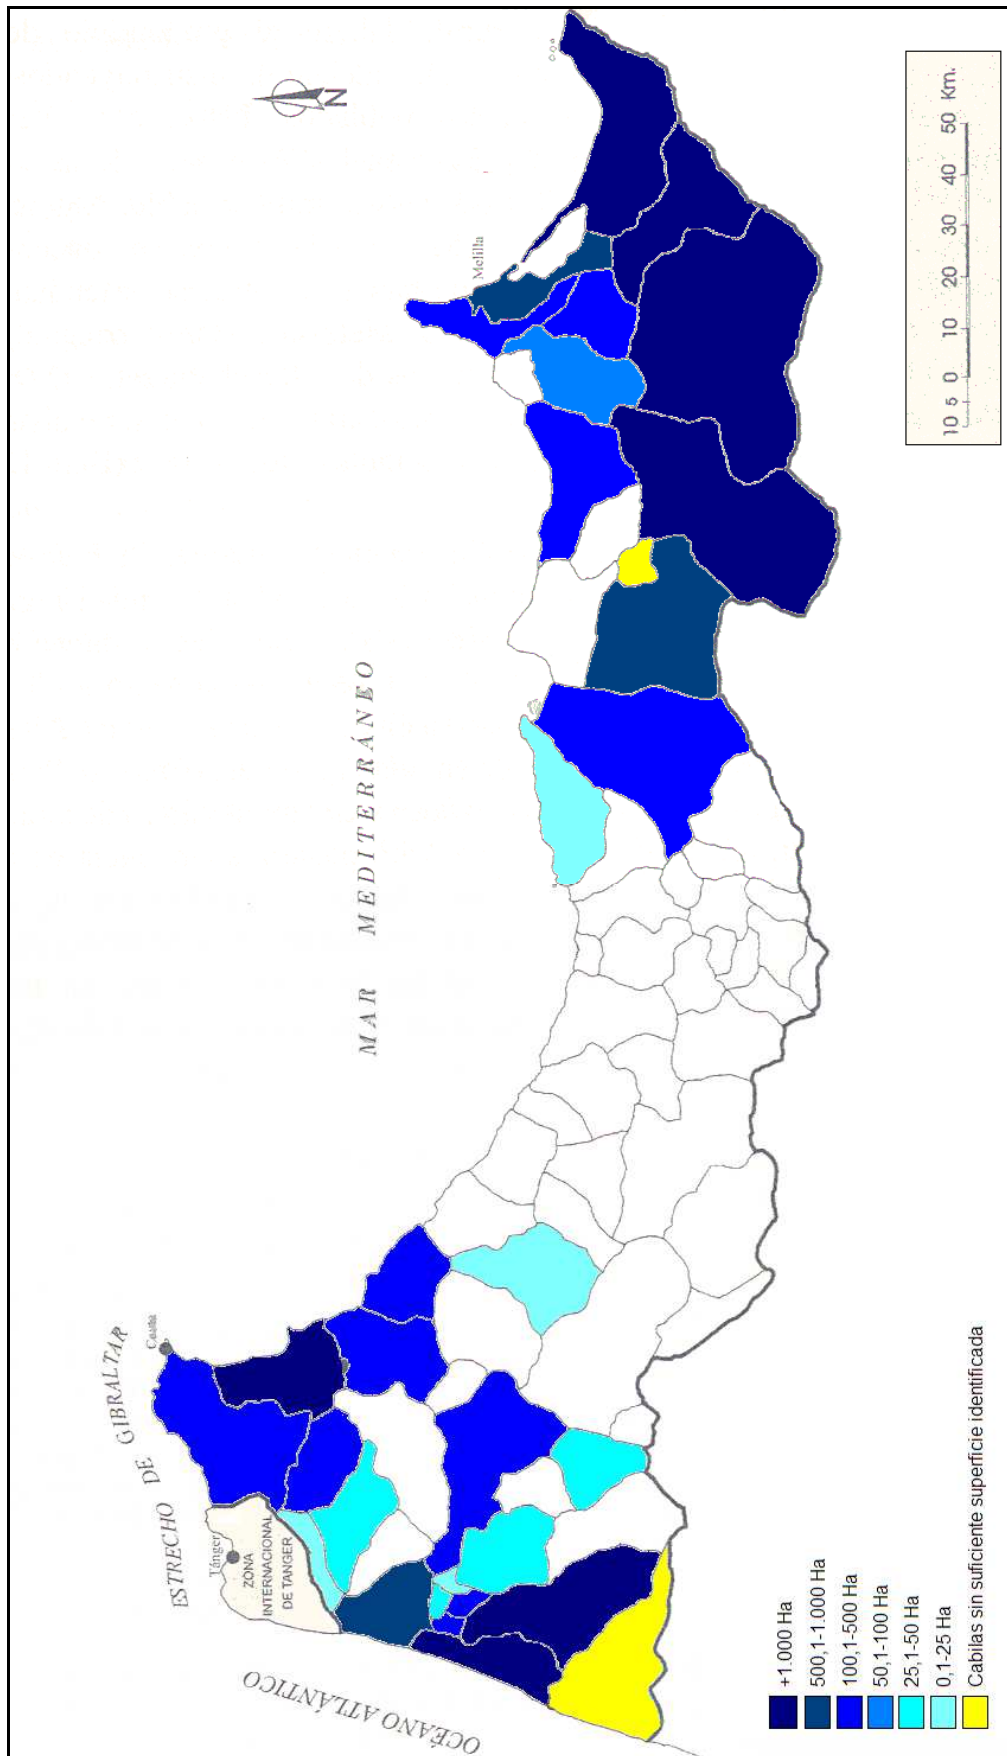 N
Melilla
10 5 0 10 20 30 40 50 Km.
MAR MEDITERRÁNEO
Ceuta
ESTRECHO DE GIBRALTAR
Tánger
ZONA
INTERNACIONAL
DE TANGER
OCÉANO ATLÁNTICO
+1.000 Ha
500,1-1.000 Ha
100,1-500 Ha
50,1-100 Ha
25,1-50 Ha
0,1-25 Ha
Cabilas sin suficiente superficie identificada